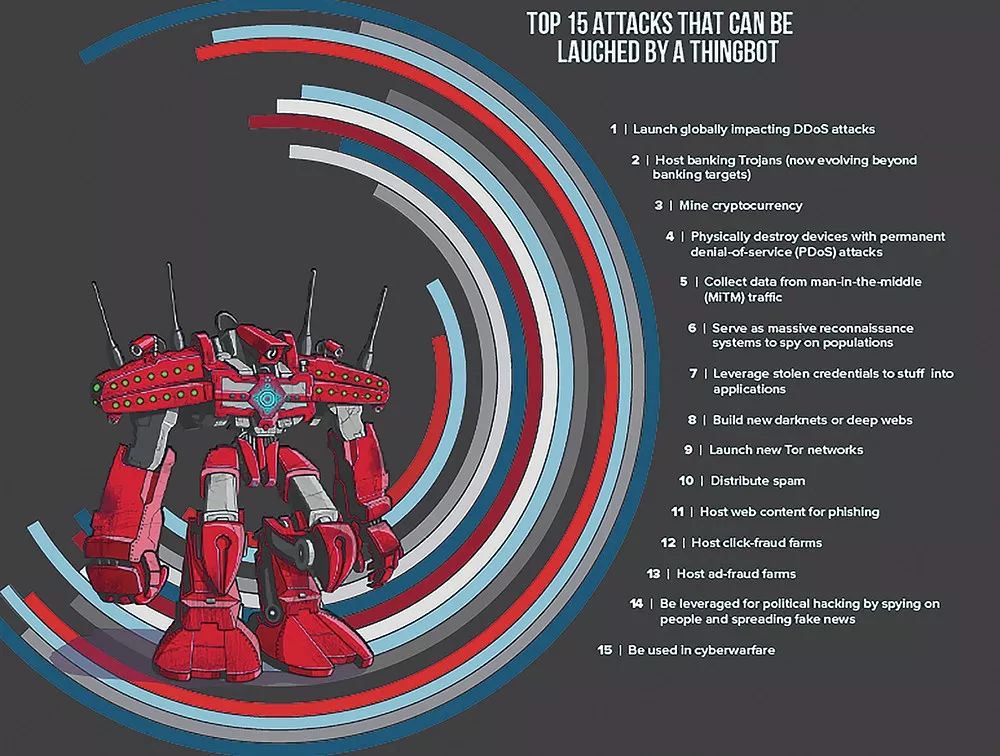 TOP 15 ATTACKS THAT CAN BE
LAUCHED BY A THINGBOT
1 | Launch globally impacting DDoS attacks
2 | Host banking Trojans (now evolving beyond
banking targets)
3 | Mine cryptocurrency
4 | Physically destroy devices with permanent
denial-of-service (PDoS) attacks
5 | Collect data from man-in-the-middle
(MiTM) traffic
6 | Serve as massive reconnaissance
systems to spy on populations
7 | Leverage stolen credentials to stuff into
applications
8 | Build new darknets or deep webs
9 | Launch new Tor networks
10 | Distribute spam
11 | Host web content for phishing
12 | Host click-fraud farms
13 | Host ad-fraud farms
14 | Be leveraged for political hacking by spying on
people and spreading fake news
15 | Be used in cyberwarfare